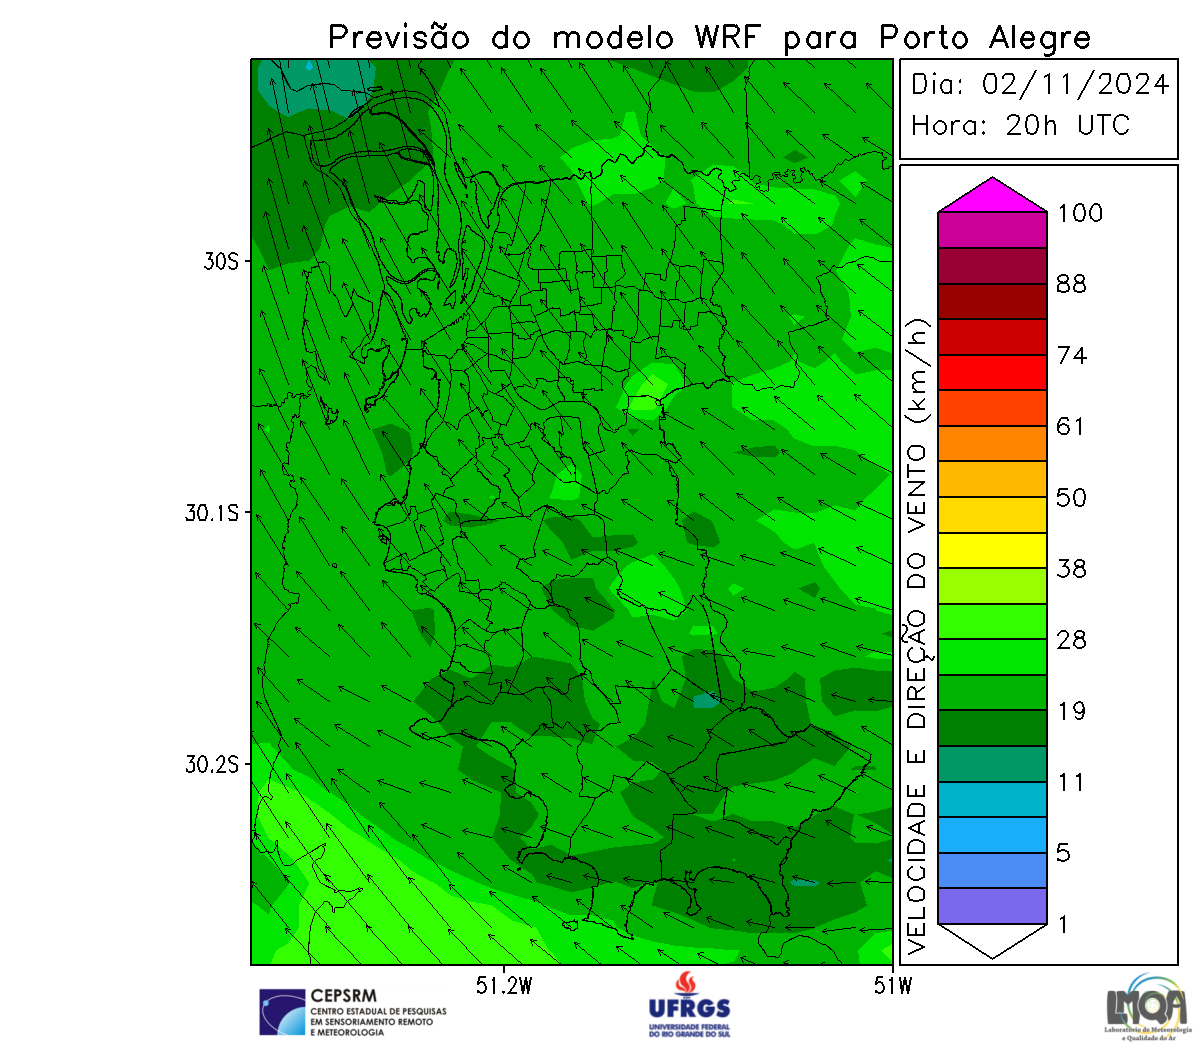 Previsão do modelo WRF para Porto Alegre
Dia: 02/11/2024
Hora: 20h UTC
30S
30.1S
30.2S
51.2W
51W
VELOCIDADE E DIREÇÃO DO VENTO (km/h)
100
88
74
61
50
38
28
19
11
5
1
CEPSRM
CENTRO ESTADUAL DE PESQUISAS
EM SENSORIAMENTO REMOTO
E METEOROLOGIA
UFRGS
UNIVERSIDADE FEDERAL
DO RIO GRANDE DO SUL
LMQA
Laboratório de Meteorologia
e Qualidade do Ar